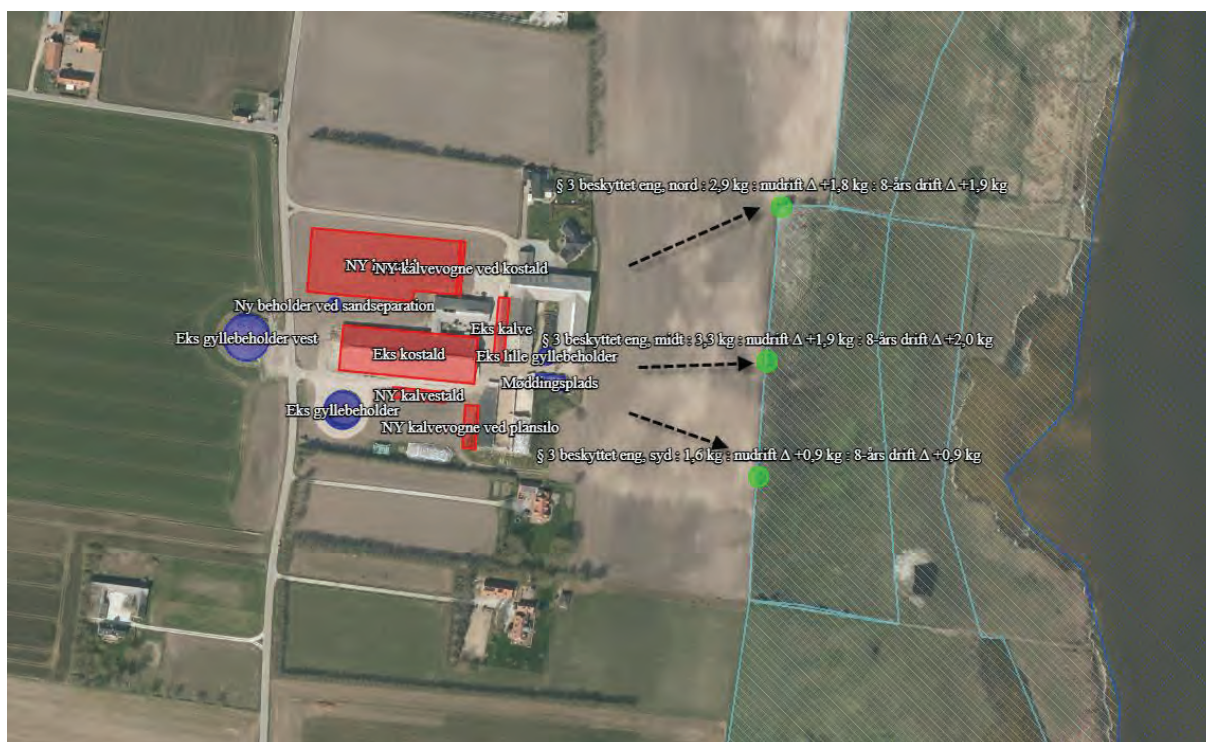 § 3 beskyttet eng, nord : 2,9 kg : nudrift Δ +1,8 kg : 8-års drift Δ +1,9 kg
NY
NY kalvevogne ved kostald
Ny beholder ved sandseparation
Eks gyllebeholder vest
Eks kalve
§ 3 beskyttet eng, midt : 3,3 kg : nudrift Δ +1,9 kg : 8-års drift Δ +2,0 kg
Eks kostald
Eks lille gyllebeholder
Møddingsplads
NY kalvestald
Eks gyllebeholder
NY kalvevogne ved plansilo
§ 3 beskyttet eng, syd : 1,6 kg : nudrift Δ +0,9 kg : 8-års drift Δ +0,9 kg